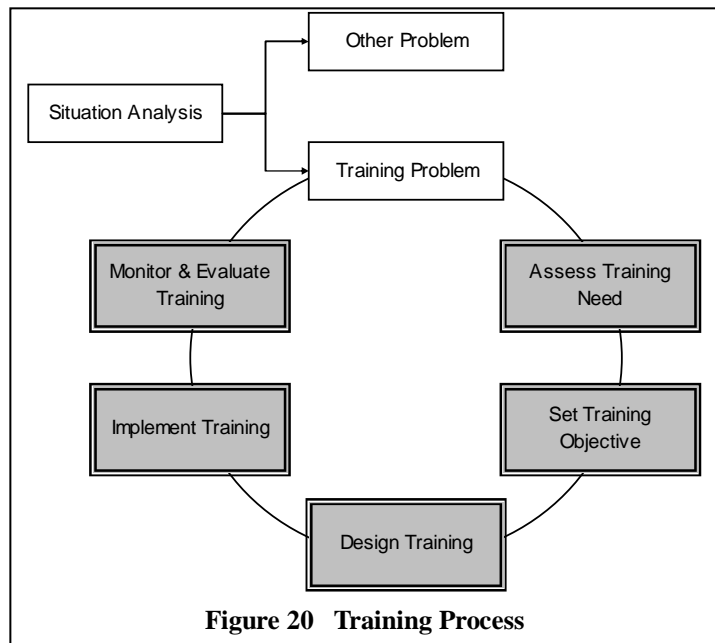 Other Problem
Situation Analysis
Training Problem
Monitor & Evaluate
Training
Assess Training
Need
Implement Training
Set Training
Objective
Design Training
Figure 20 Training Process